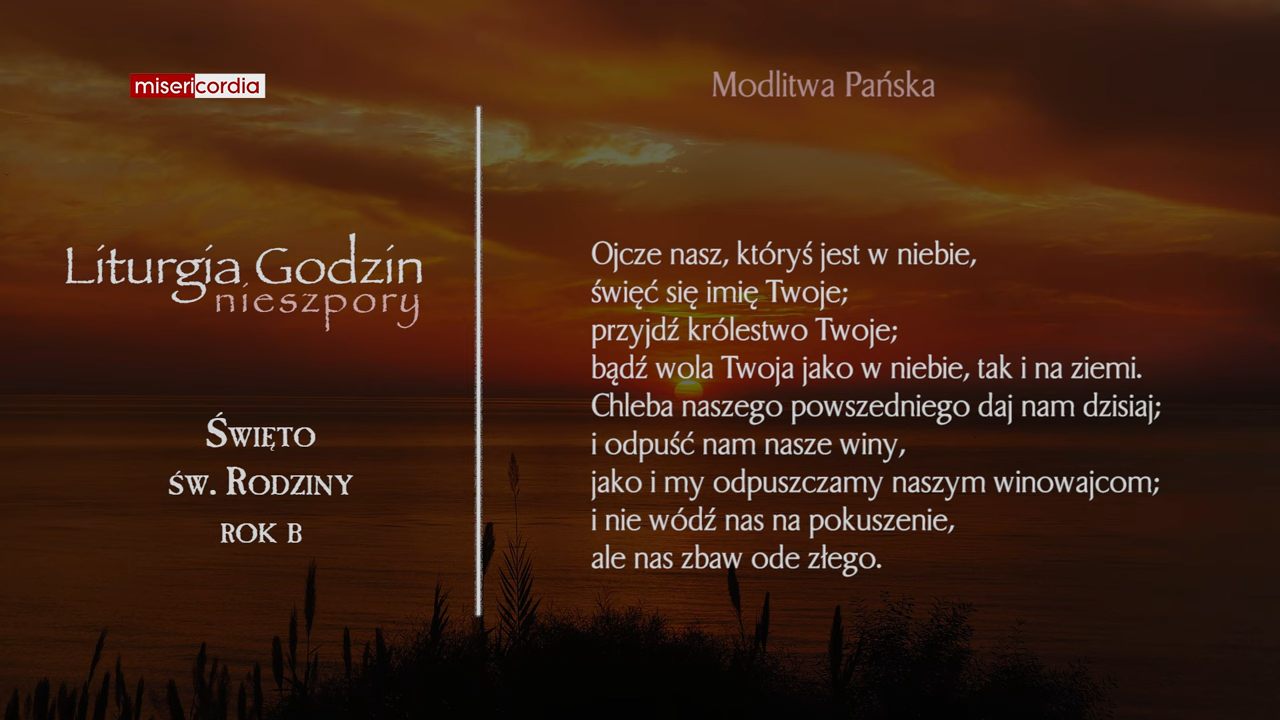 misericordia
Liturgia Godzin
nieszpory
Święto
św. Rodziny
rok B
Modlitwa Pańska
Ojcze nasz, któryś jest w niebie,
święć się imię Twoje;
przyjdź królestwo Twoje;
bądź wola Twoja jako w niebie, tak i na ziemi.
Chleba naszego powszedniego daj nam dzisiaj;
i odpuść nam nasze winy,
jako i my odpuszczamy naszym winowajcom;
i nie wódź nas na pokuszenie,
ale nas zbaw ode złego.